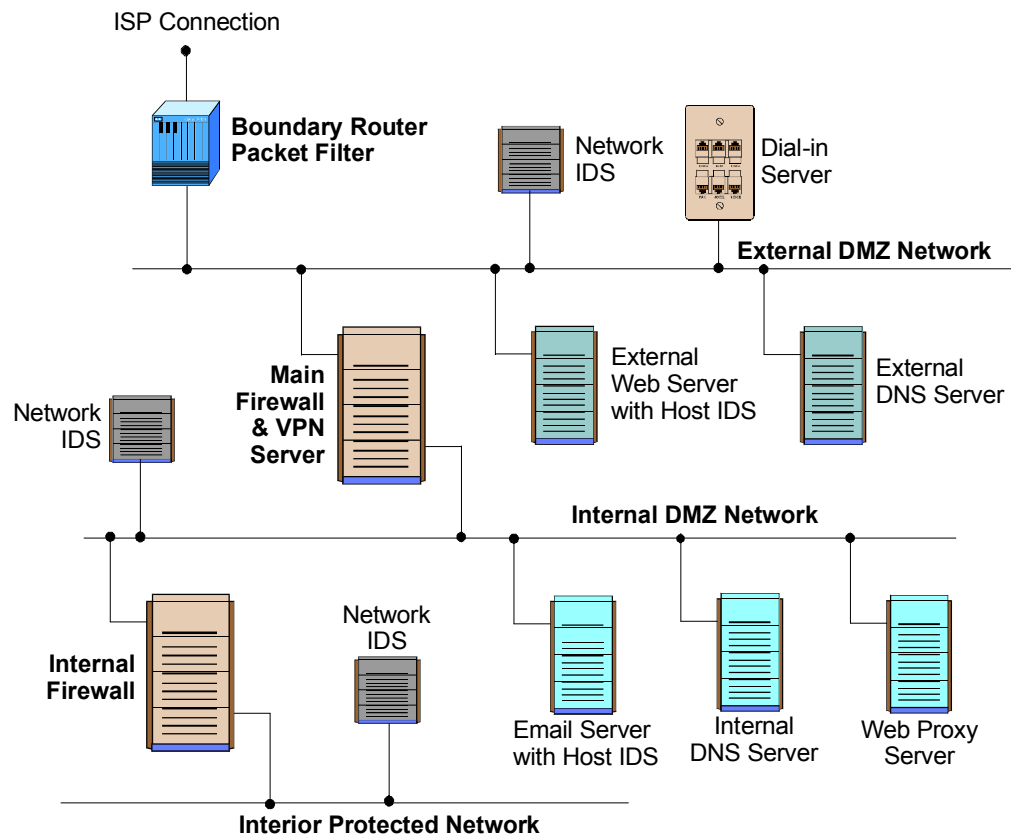 ISP Connection
Boundary Router
Packet Filter
Network
IDS
Dial-in
Server
External DMZ Network
Main
Firewall
& VPN
Server
External
Web Server
with Host IDS
External
DNS Server
Network
IDS
Internal DMZ Network
Internal
Firewall
Network
IDS
Email Server
with Host IDS
Internal
DNS Server
Web Proxy
Server
Interior Protected Network